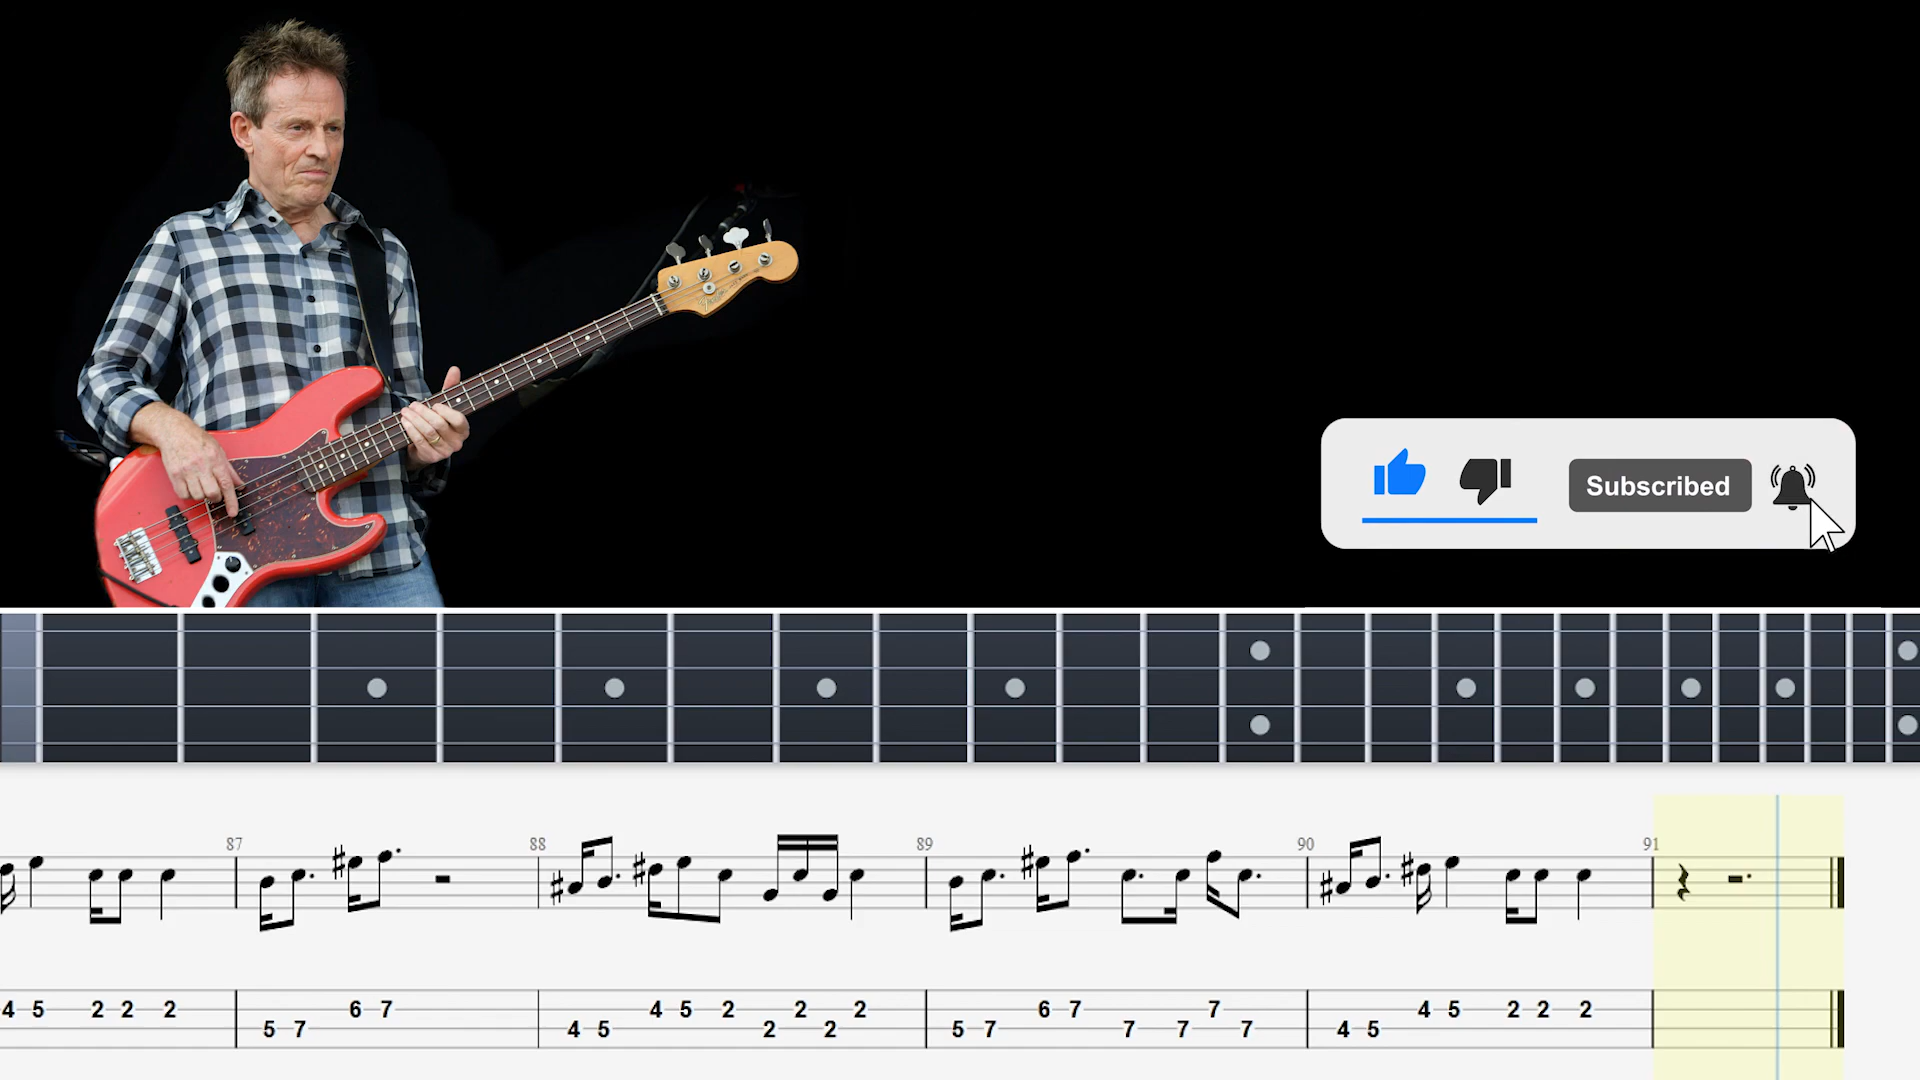 Fender
Subscribed
87 88 89 90 91
4 5 2 2 2 6 7 4 5 2 2 2 6 7 7 4 5 2 2 2
5 7 4 5 2 2 5 7 7 7 7 4 5